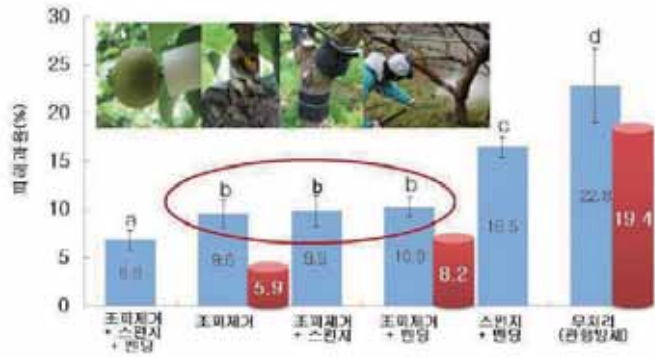 30
25
20
15
10
5
0
피해과율(%)
a
b
b
b
c
d
6.8
9.6
5.9
9.9
8.2
16.5
22.8
19.4
조피제거
+ 스펀지
+ 밴딩
조피제거
조피제거
+ 스펀지
조피제거
+ 밴딩
스펀지
+ 밴딩
무처리
(관행방제)